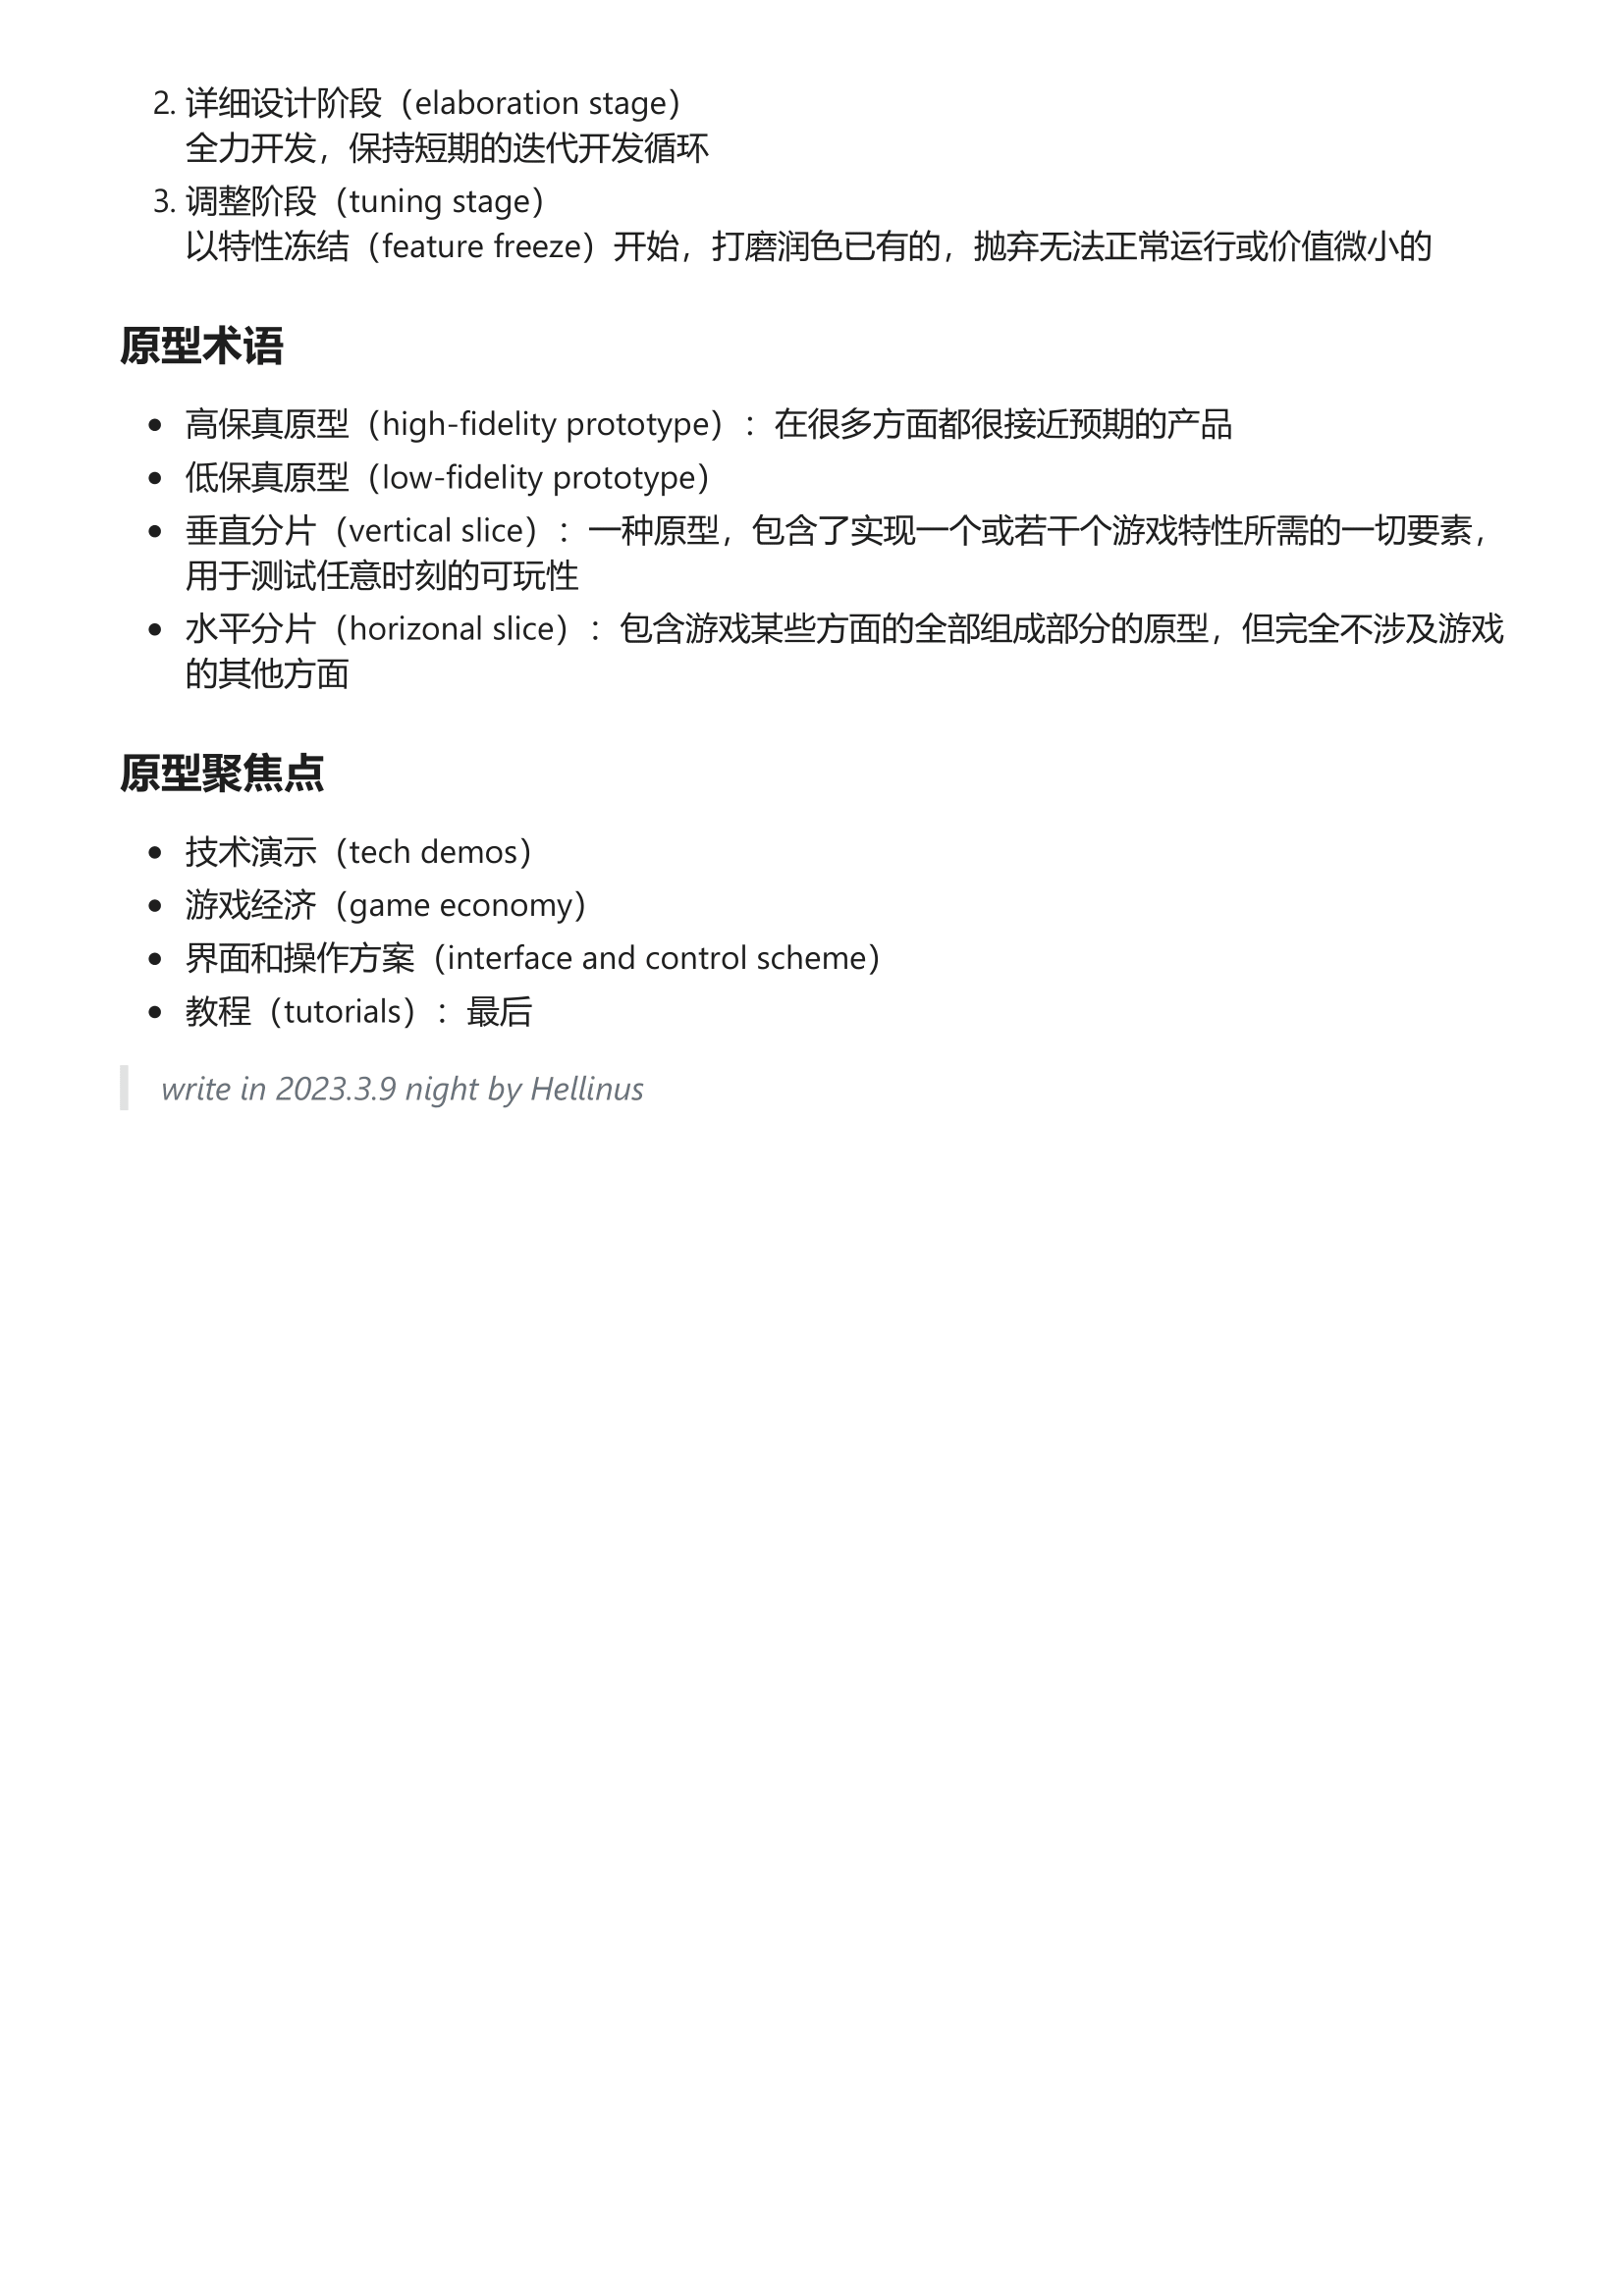 2. 详细设计阶段（elaboration stage）
全力开发，保持短期的迭代开发循环
3. 调整阶段（tuning stage）
以特性冻结（feature freeze）开始，打磨润色已有的，抛弃无法正常运行或价值微小的
原型术语
• 高保真原型（high-fidelity prototype）：在很多方面都很接近预期的产品
• 低保真原型（low-fidelity prototype）
• 垂直分片（vertical slice）：一种原型，包含了实现一个或若干个游戏特性所需的一切要素，
用于测试任意时刻的可玩性
• 水平分片（horizonal slice）：包含游戏某些方面的全部组成部分的原型，但完全不涉及游戏
的其他方面
原型聚焦点
• 技术演示（tech demos）
• 游戏经济（game economy）
• 界面和操作方案（interface and control scheme）
• 教程（tutorials）：最后
write in 2023.3.9 night by Hellinus